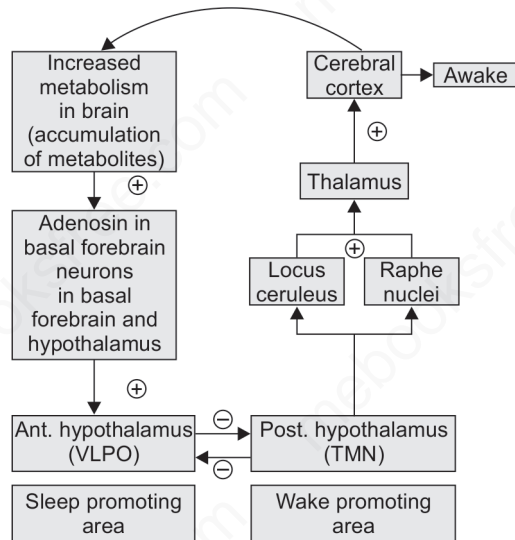 Increased
metabolism
in brain
(accumulation
of metabolites)
Cerebral
cortex
Awake
+
+
Thalamus
Adenosin in
basal forebrain
neurons
in basal
forebrain and
hypothalamus
+
Locus
ceruleus
Raphe
nuclei
+
Ant. hypothalamus
(VLPO)
−
−
Post. hypothalamus
(TMN)
Sleep promoting
area
Wake promoting
area